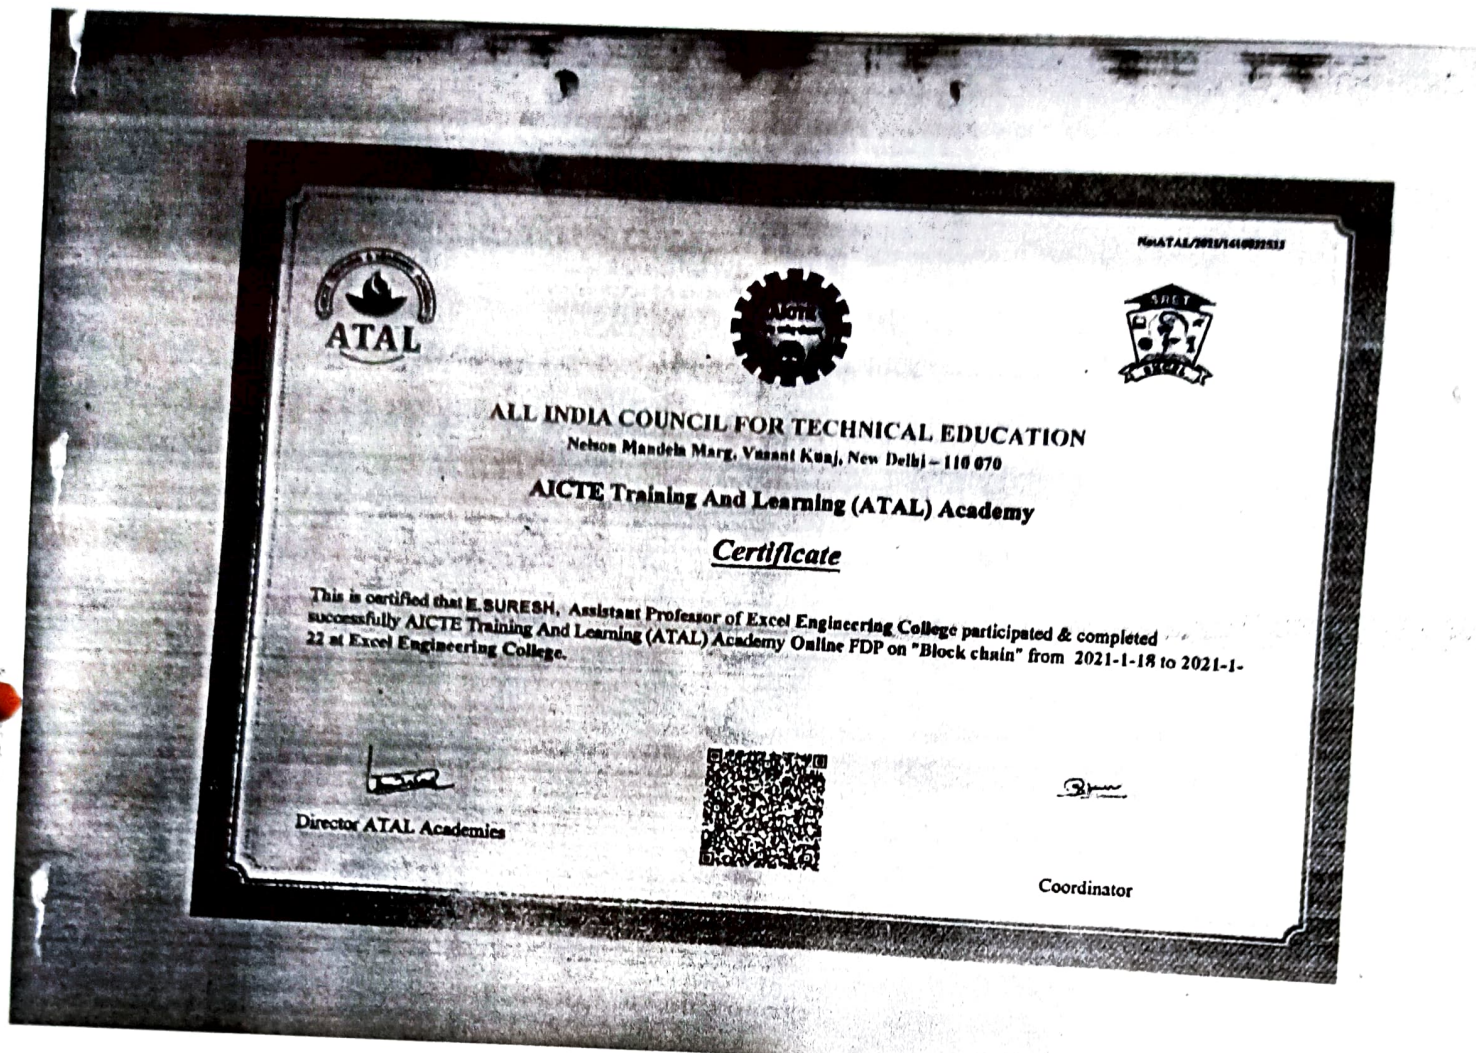 ATAL
AICTE
SRET
EXCEL
ALL INDIA COUNCIL FOR TECHNICAL EDUCATION
Nelson Mandela Marg, Vasant Kunj, New Delhi – 110 070
AICTE Training And Learning (ATAL) Academy
Certificate
This is certified that E.SURESH, Assistant Professor of Excel Engineering College participated & completed
successfully AICTE Training And Learning (ATAL) Academy Online FDP on "Block chain" from 2021-1-18 to 2021-1-
22 at Excel Engineering College.
Director ATAL Academies
Coordinator